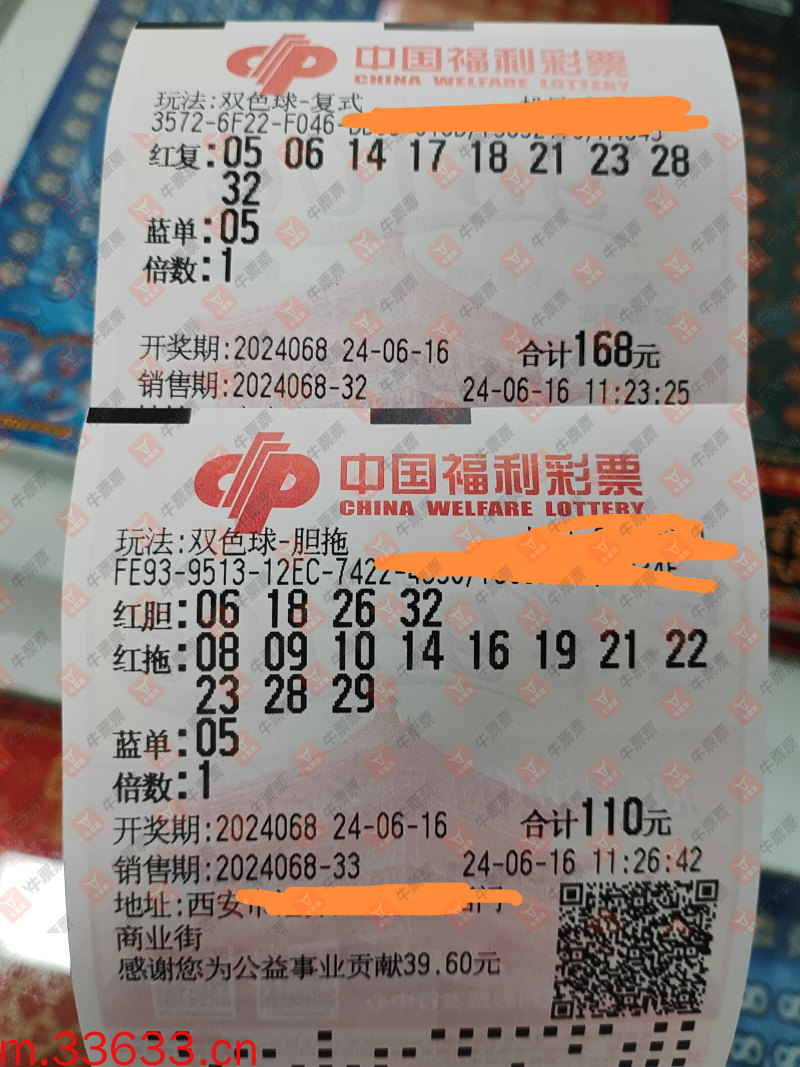 中国福利彩票
CHINA WELFARE LOTTERY
玩法:双色球-复式
3572-6F22-F046-
红复:05 06 14 17 18 21 23 28
32
蓝单:05
倍数:1
开奖期:2024068 24-06-16 合计168元
销售期:2024068-32 24-06-16 11:23:25
中国福利彩票
CHINA WELFARE LOTTERY
玩法:双色球-胆拖
FE93-9513-12EC-7422-
红胆:06 18 26 32
红拖:08 09 10 14 16 19 21 22
23 28 29
蓝单:05
倍数:1
开奖期:2024068 24-06-16 合计110元
销售期:2024068-33 24-06-16 11:26:42
地址:西安市
商业街
感谢您为公益事业贡献39.60元
牛票票
m.33633.cn